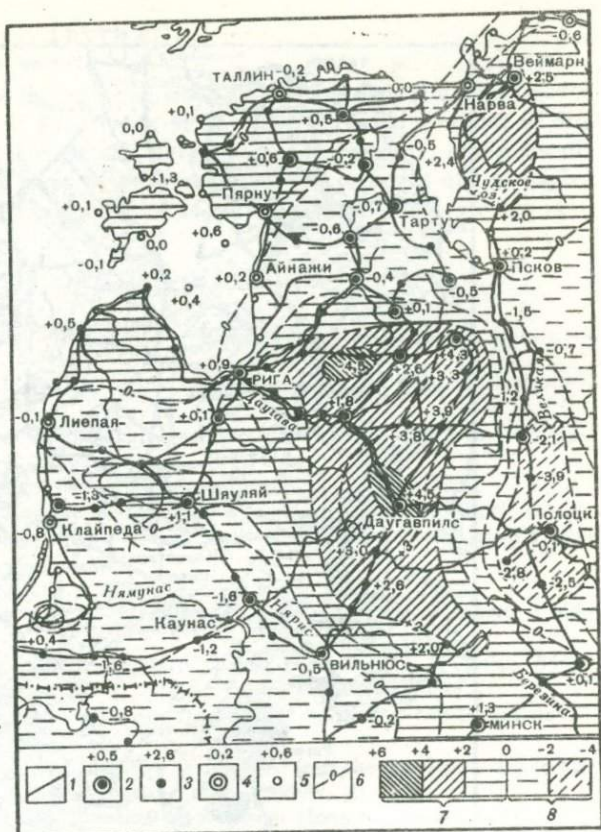 -0,6
Веймарн
ТАЛЛИН -0,2
+2,5
0,0
Нарва
+0,1
+0,5
0,0
+0,6
-0,2
-0,5
+2,4
+1,3
Чудское оз.
Пярну
-0,7
Тарту
+2,0
+0,1
0,0
+0,6
-0,6
-0,1
Айнажи
+0,2
Псков
+0,2
+0,2
-0,4
-0,5
+0,4
+0,1
-1,5
+0,5
+0,9
РИГА
+4,3
-0,7
+2,6
+3,3
Великая
-1,2
-0,1
Лиепая
+0,1
Даугава
+1,8
+3,9
+3,8
-2,1
-3,9
-1,3
Шяуляй
+4,5
-0,8
Клайпеда
+1,1
Даугавпилс
Полоцк
-0,1
+3,0
-2,8
Нямунас
-1,6
+2,6
-2,5
Каунас
Нярис
+2
+0,4
-1,6
-1,2
-0,5
ВИЛЬНЮС
+2,0
+0,1
-0,8
-0,2
+1,3
МИНСК
Березина
+0,5 +2,6 -0,2 +0,6 +6 +4 +2 0 -2 -4
1 2 3 4 5 0 6
7 8